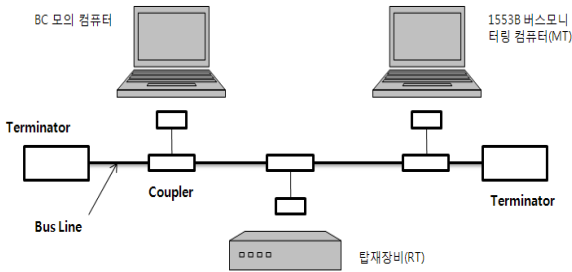 BC 모의 컴퓨터
1553B 버스모니
터링 컴퓨터(MT)
Terminator
Coupler
Terminator
Bus Line
탑재장비(RT)